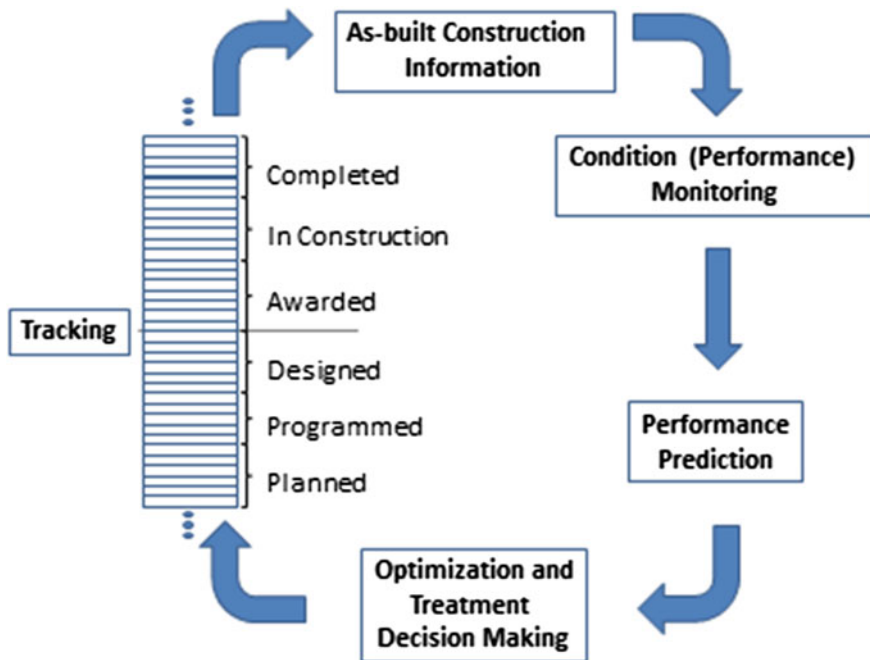 As-built Construction
Information
Condition (Performance)
Monitoring
Completed
In Construction
Awarded
Tracking
Designed
Programmed
Planned
Performance
Prediction
Optimization and
Treatment
Decision Making